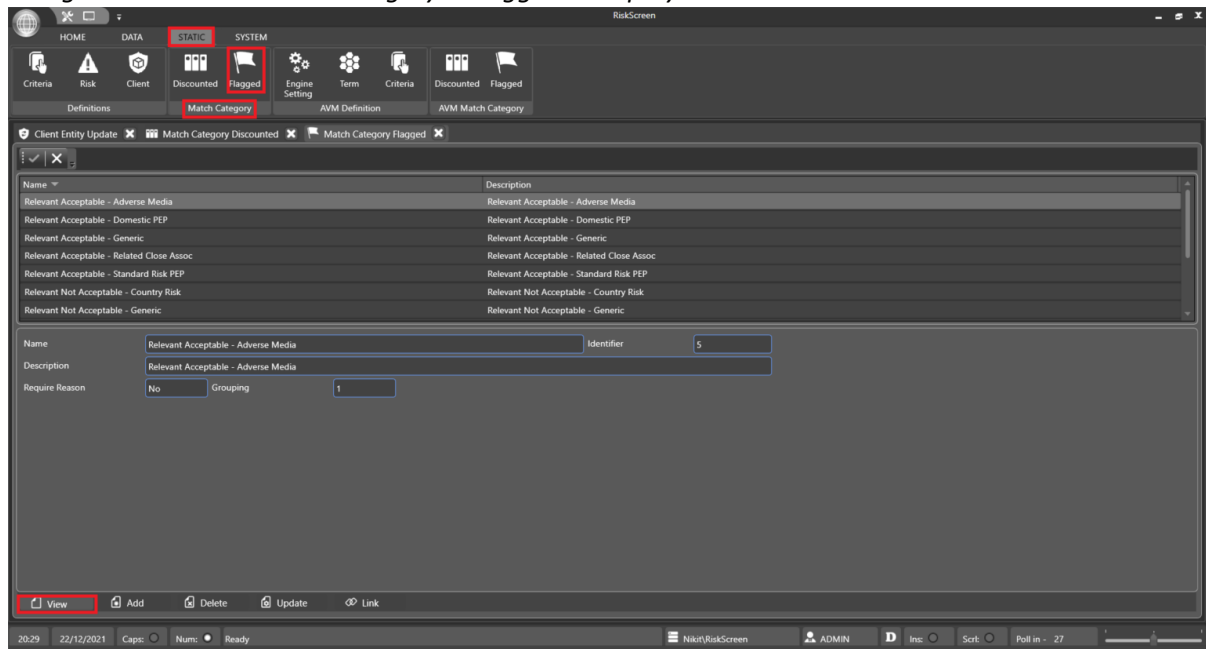 RiskScreen
HOME DATA STATIC SYSTEM
Criteria Risk Client Discounted Flagged Engine Setting Term Criteria Discounted Flagged
Definitions Match Category AVM Definition AVM Match Category
Client Entity Update Match Category Discounted Match Category Flagged
Name Description
Relevant Acceptable - Adverse Media Relevant Acceptable - Adverse Media
Relevant Acceptable - Domestic PEP Relevant Acceptable - Domestic PEP
Relevant Acceptable - Generic Relevant Acceptable - Generic
Relevant Acceptable - Related Close Assoc Relevant Acceptable - Related Close Assoc
Relevant Acceptable - Standard Risk PEP Relevant Acceptable - Standard Risk PEP
Relevant Not Acceptable - Country Risk Relevant Not Acceptable - Country Risk
Relevant Not Acceptable - Generic Relevant Not Acceptable - Generic
Name Relevant Acceptable - Adverse Media Identifier 5
Description Relevant Acceptable - Adverse Media
Require Reason No Grouping 1
View Add Delete Update Link
20:29 22/12/2021 Caps: Num: Ready Nikit\RiskScreen ADMIN D Ins: Scrl: Poll in - 27